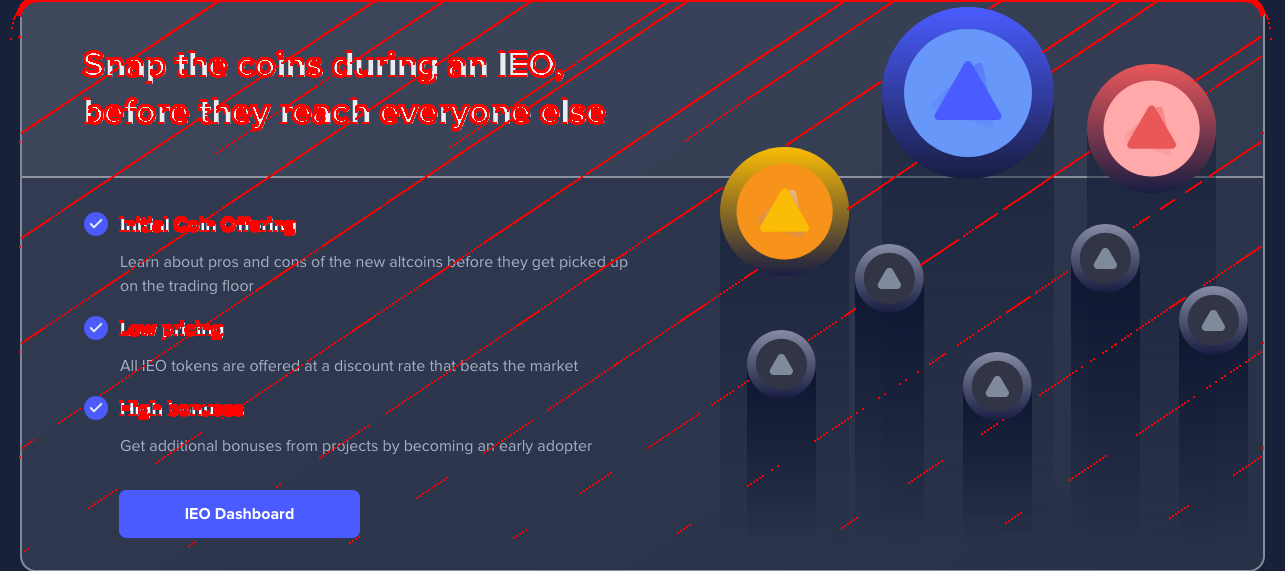 Snap the coins during an IEO,
before they reach everyone else
Initial Coin Offering
Learn about pros and cons of the new altcoins before they get picked up
on the trading floor
Low pricing
All IEO tokens are offered at a discount rate that beats the market
High bonuses
Get additional bonuses from projects by becoming an early adopter
IEO Dashboard